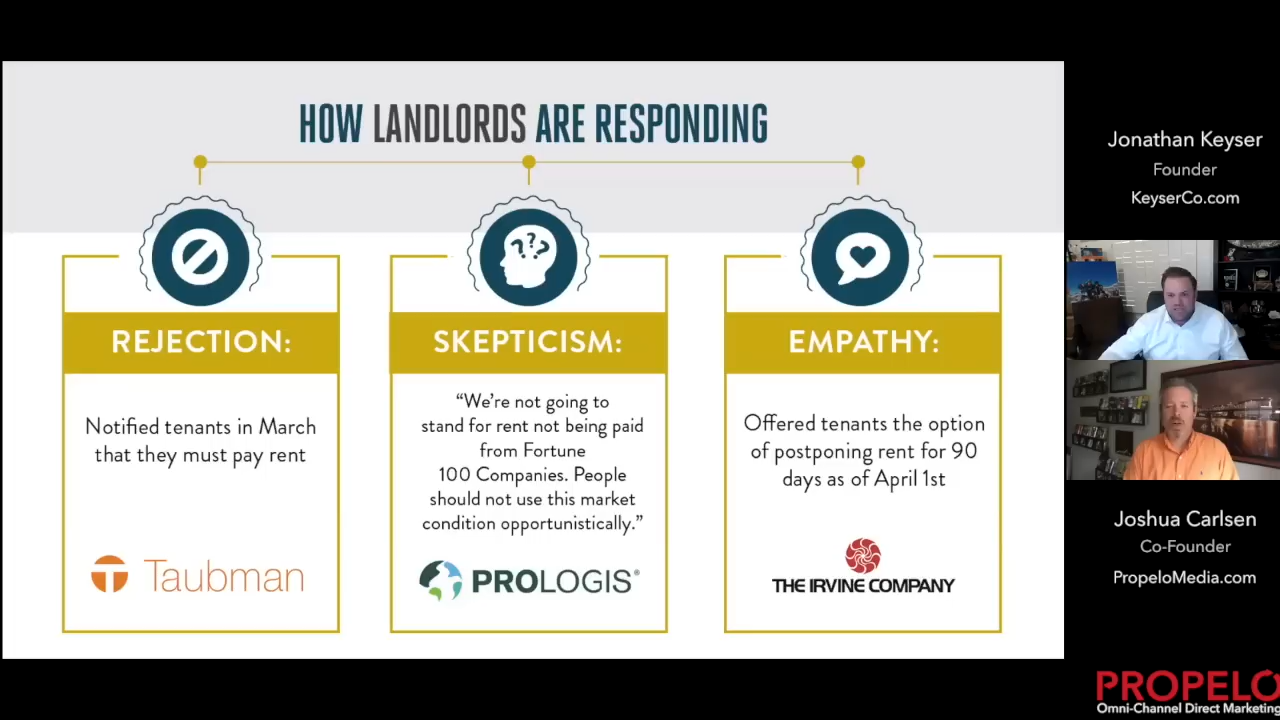 HOW LANDLORDS ARE RESPONDING
REJECTION:
Notified tenants in March
that they must pay rent
Taubman
???
SKEPTICISM:
“We’re not going to
stand for rent not being paid
from Fortune
100 Companies. People
should not use this market
condition opportunistically.”
PROLOGIS®
EMPATHY:
Offered tenants the option
of postponing rent for 90
days as of April 1st
THE IRVINE COMPANY
Jonathan Keyser
Founder
KeyserCo.com
Joshua Carlsen
Co-Founder
PropeloMedia.com
PROPELO
Omni-Channel Direct Marketing